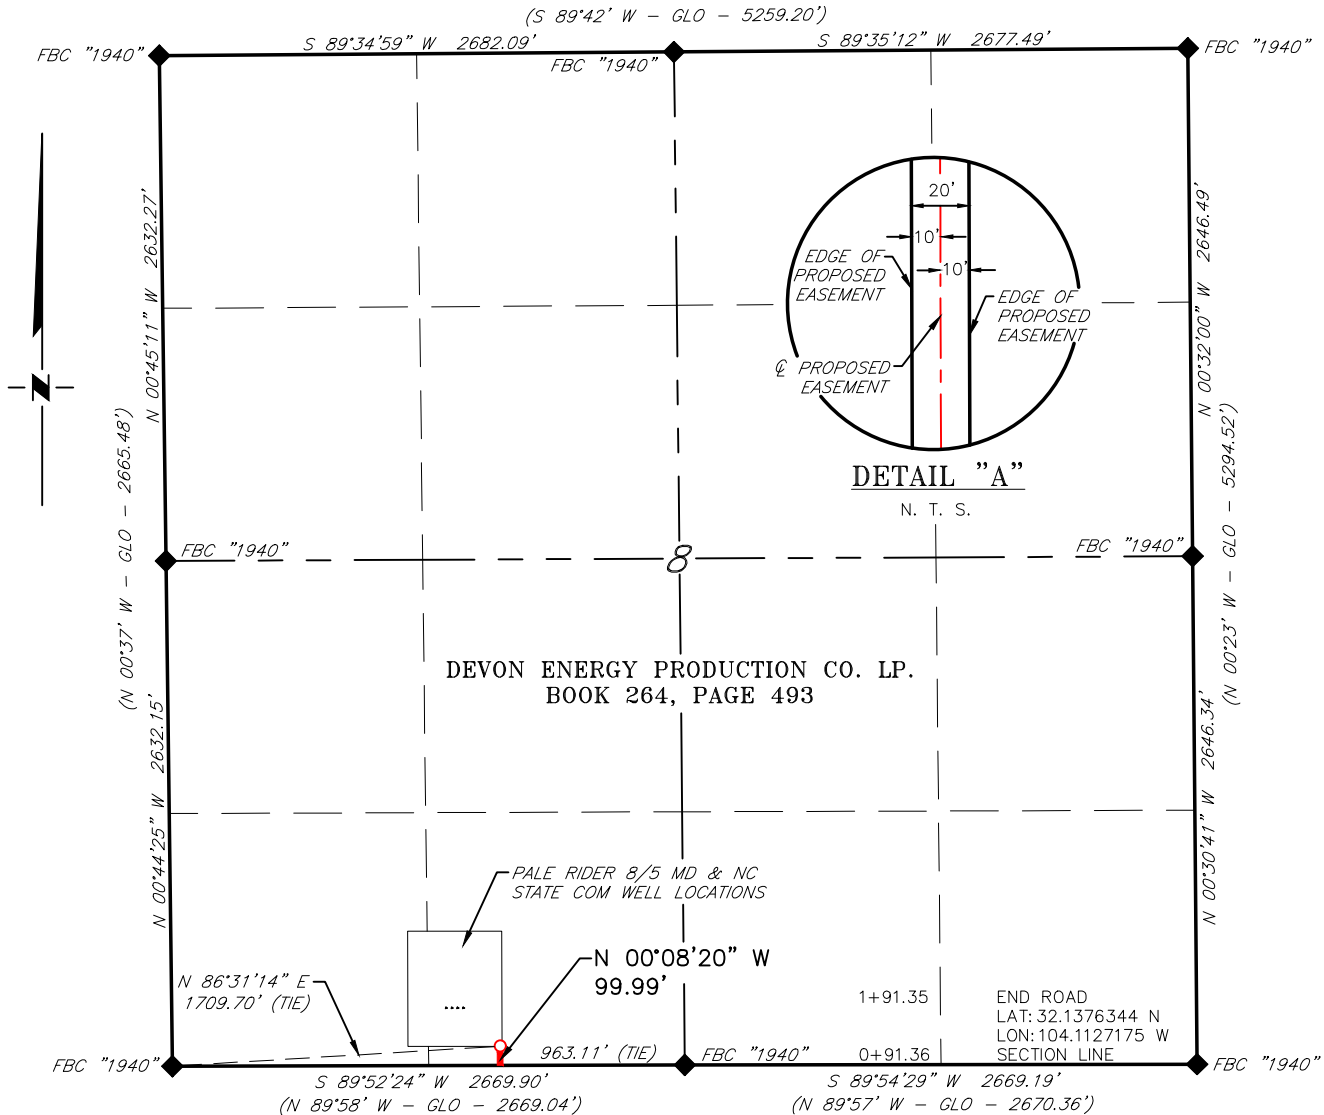 (S 89°42' W - GLO - 5259.20')
S 89°34'59" W 2682.09'
S 89°35'12" W 2677.49'
FBC "1940"
FBC "1940"
FBC "1940"
N 00°45'11" W 2632.27'
N 00°32'00" W 2646.49'
20'
10'
10'
EDGE OF
PROPOSED
EASEMENT
EDGE OF
PROPOSED
EASEMENT
℄ PROPOSED
EASEMENT
DETAIL "A"
N. T. S.
N
(N 00°37' W - GLO - 2665.48')
(N 00°23' W - GLO - 5294.52')
FBC "1940"
8
FBC "1940"
DEVON ENERGY PRODUCTION CO. LP.
BOOK 264, PAGE 493
N 00°44'25" W 2632.15'
N 00°30'41" W 2646.34'
PALE RIDER 8/5 MD & NC
STATE COM WELL LOCATIONS
N 00°08'20" W
99.99'
N 86°31'14" E
1709.70' (TIE)
1+91.35 END ROAD
LAT: 32.1376344 N
LON: 104.1127175 W
0+91.36 SECTION LINE
963.11' (TIE)
FBC "1940"
FBC "1940"
FBC "1940"
S 89°52'24" W 2669.90'
(N 89°58' W - GLO - 2669.04')
S 89°54'29" W 2669.19'
(N 89°57' W - GLO - 2670.36')